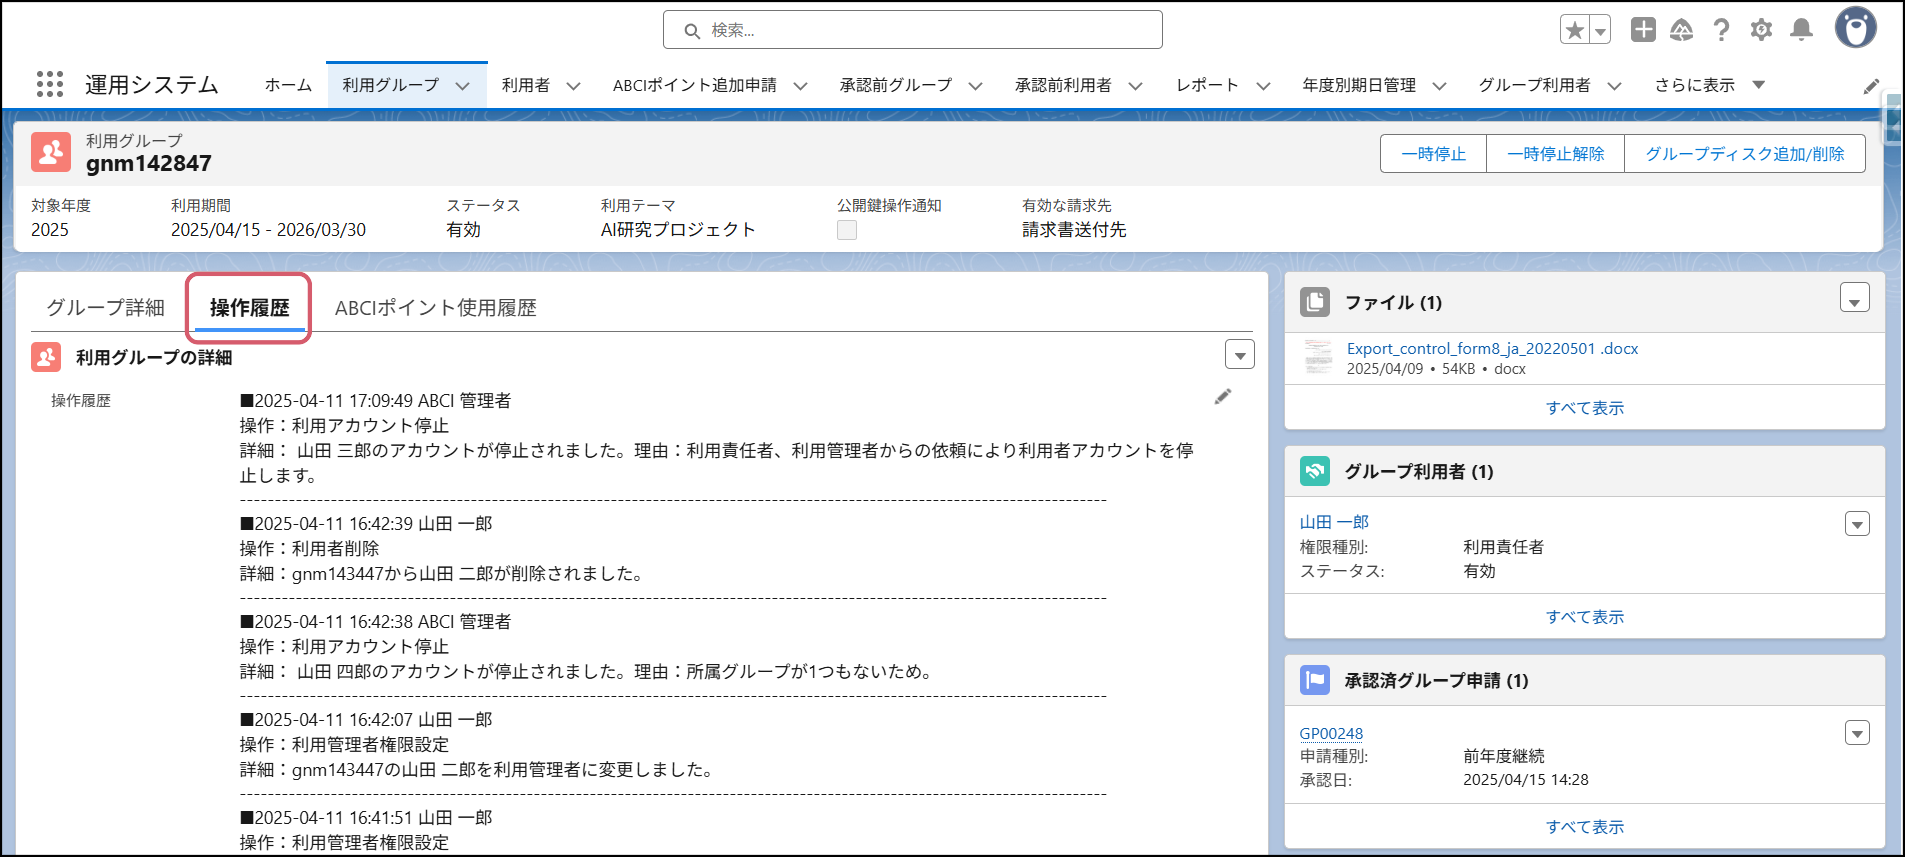 検索...
運用システム
ホーム
利用グループ
利用者
ABCIポイント追加申請
承認前グループ
承認前利用者
レポート
年度別期日管理
グループ利用者
さらに表示
利用グループ
gnm142847
一時停止
一時停止解除
グループディスク追加/削除
対象年度
利用期間
ステータス
利用テーマ
公開鍵操作通知
有効な請求先
2025
2025/04/15 - 2026/03/30
有効
AI研究プロジェクト
請求書送付先
グループ詳細
操作履歴
ABCIポイント使用履歴
利用グループの詳細
操作履歴
■2025-04-11 17:09:49 ABCI 管理者
操作：利用アカウント停止
詳細： 山田 三郎のアカウントが停止されました。理由：利用責任者、利用管理者からの依頼により利用者アカウントを停
止します。
------------------------------------------------------------------------------------------------------------------------
■2025-04-11 16:42:39 山田 一郎
操作：利用者削除
詳細：gnm143447から山田 二郎が削除されました。
------------------------------------------------------------------------------------------------------------------------
■2025-04-11 16:42:38 ABCI 管理者
操作：利用アカウント停止
詳細： 山田 四郎のアカウントが停止されました。理由：所属グループが1つもないため。
------------------------------------------------------------------------------------------------------------------------
■2025-04-11 16:42:07 山田 一郎
操作：利用管理者権限設定
詳細：gnm143447の山田 二郎を利用管理者に変更しました。
------------------------------------------------------------------------------------------------------------------------
■2025-04-11 16:41:51 山田 一郎
操作：利用管理者権限設定
ファイル (1)
Export_control_form8_ja_20220501 .docx
2025/04/09 • 54KB • docx
すべて表示
グループ利用者 (1)
山田 一郎
権限種別: 利用責任者
ステータス: 有効
すべて表示
承認済グループ申請 (1)
GP00248
申請種別: 前年度継続
承認日: 2025/04/15 14:28
すべて表示